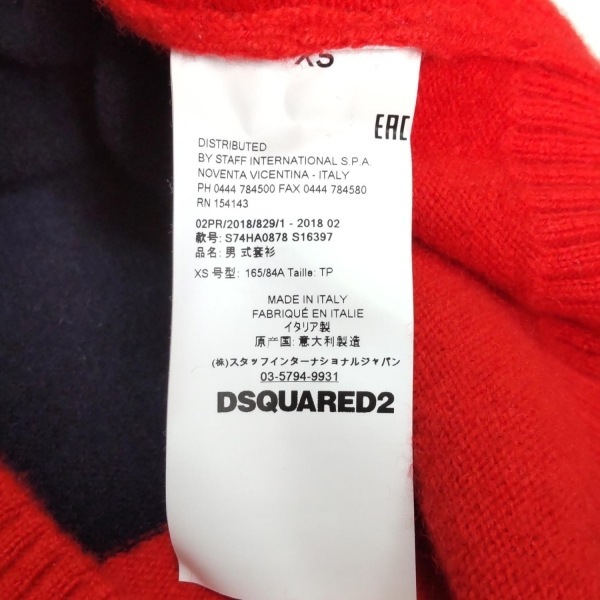 XS
EAC
DISTRIBUTED
BY STAFF INTERNATIONAL S.P.A.
NOVENTA VICENTINA - ITALY
PH 0444 784500 FAX 0444 784580
RN 154143
02PR/2018/829/1 - 2018 02
款号: S74HA0878 S16397
品名: 男 式套衫
XS 号型: 165/84A Taille: TP
MADE IN ITALY
FABRIQUÉ EN ITALIE
イタリア製
原产国: 意大利製造
(株)スタッフインターナショナルジャパン
03-5794-9931
DSQUARED2